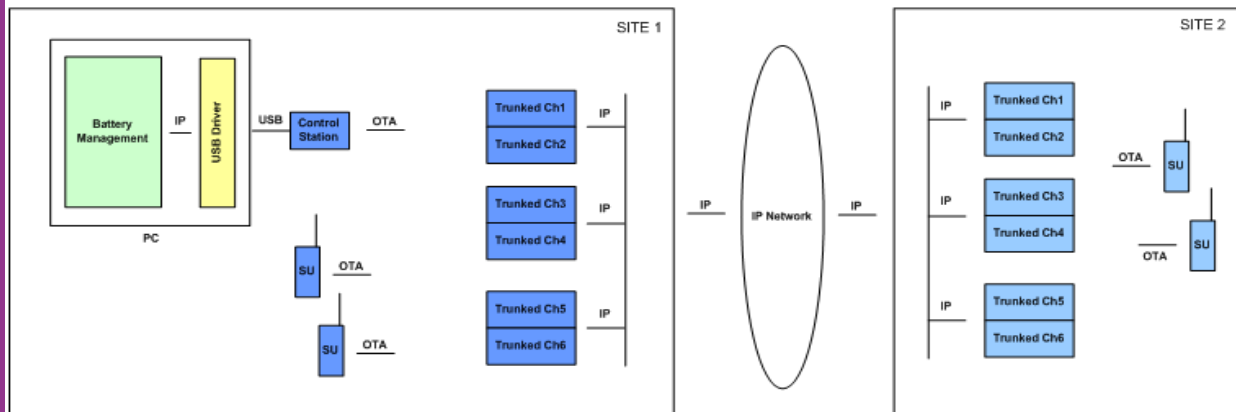 SITE 1
Battery
Management
IP
USB Driver
USB
Control
Station
OTA
PC
SU
OTA
SU
OTA
Trunked Ch1
Trunked Ch2
IP
Trunked Ch3
Trunked Ch4
IP
Trunked Ch5
Trunked Ch6
IP
IP
IP Network
IP
SITE 2
IP
Trunked Ch1
Trunked Ch2
IP
Trunked Ch3
Trunked Ch4
IP
Trunked Ch5
Trunked Ch6
OTA
SU
OTA
SU